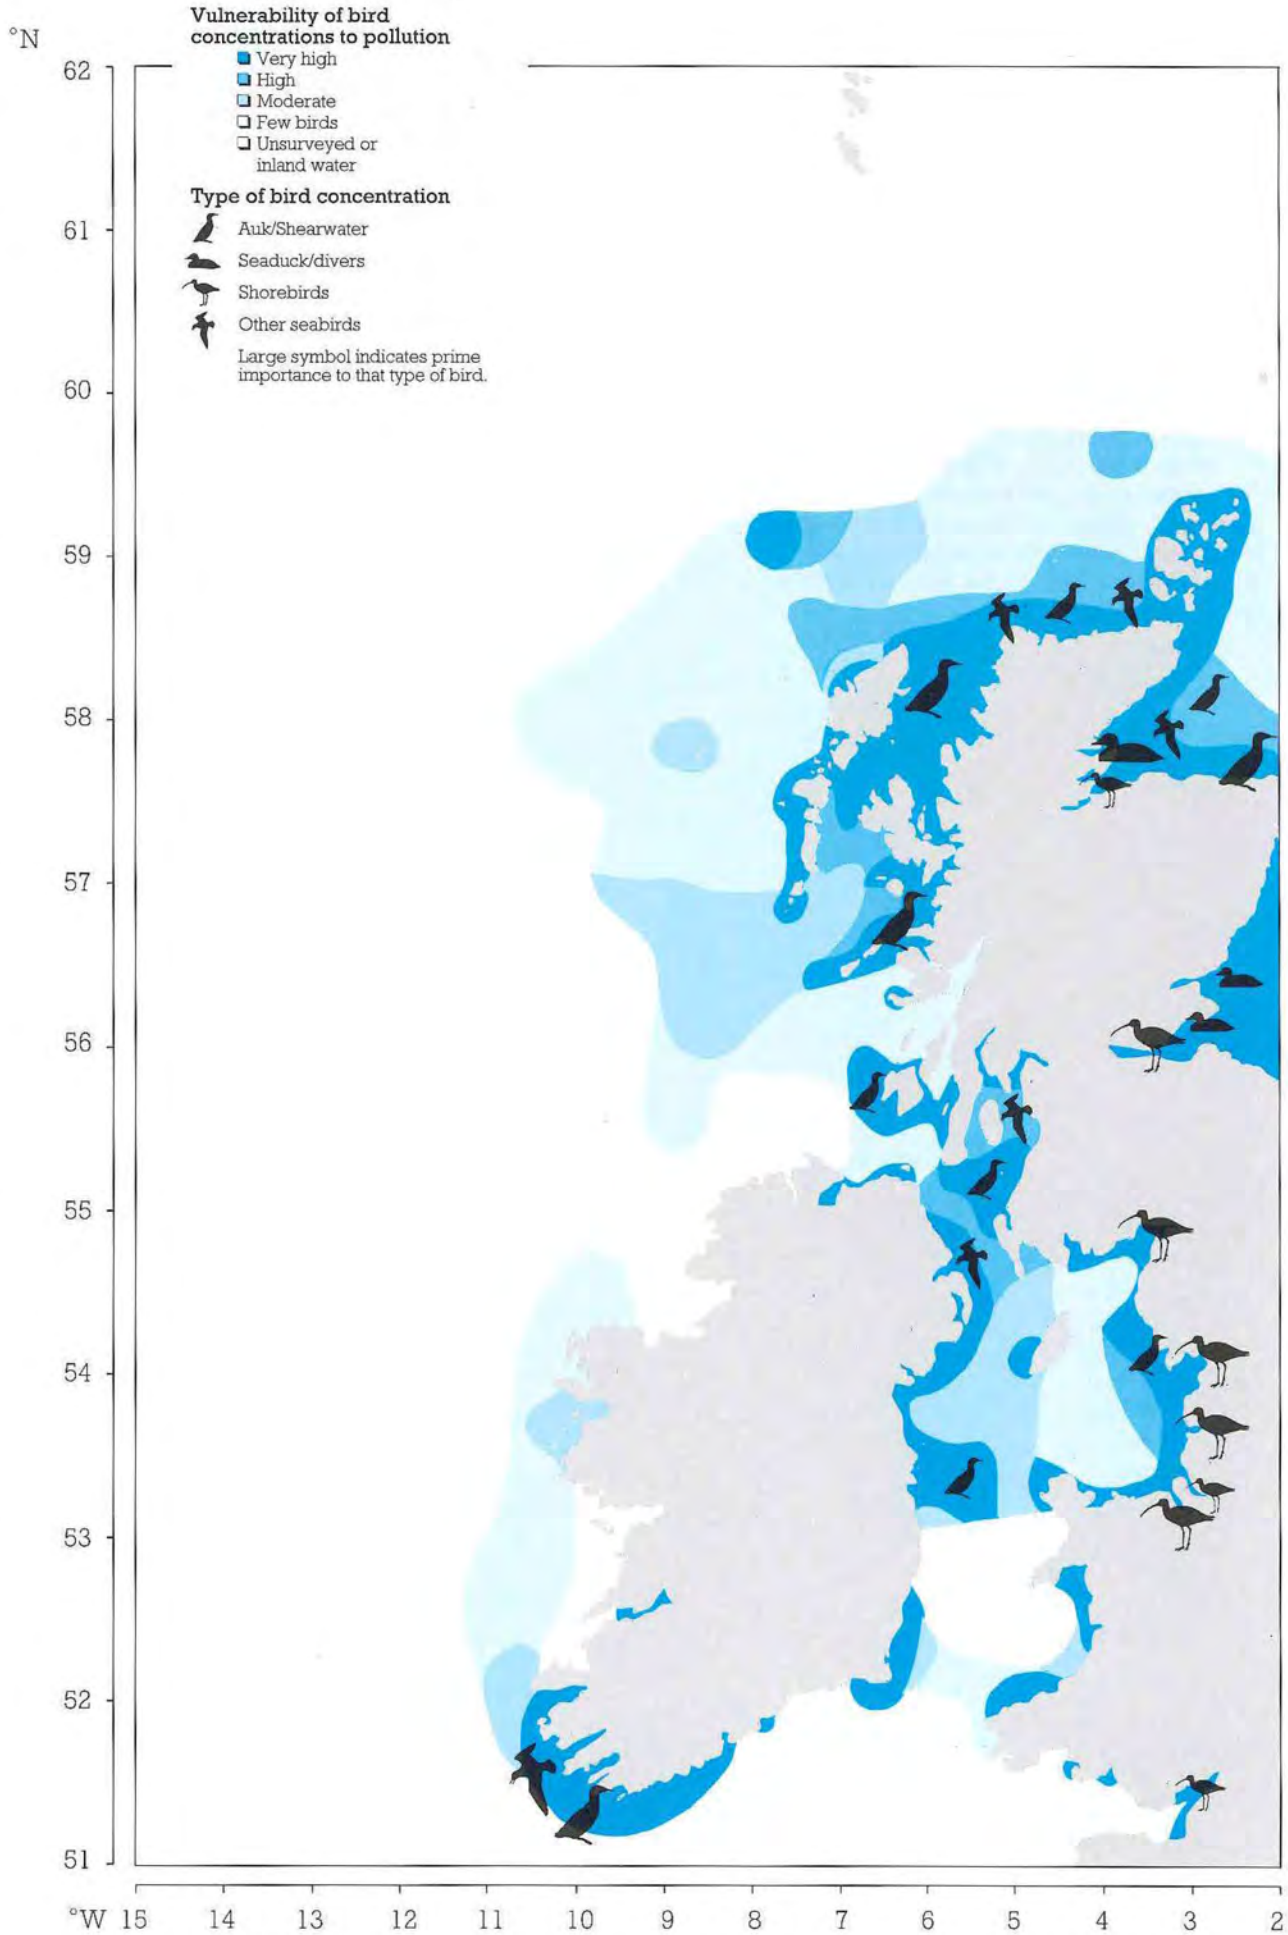 Vulnerability of bird
concentrations to pollution
Very high
High
Moderate
Few birds
Unsurveyed or
inland water
Type of bird concentration
Auk/Shearwater
Seaduck/divers
Shorebirds
Other seabirds
Large symbol indicates prime
importance to that type of bird.
°N
62
61
60
59
58
57
56
55
54
53
52
51
°W 15 14 13 12 11 10 9 8 7 6 5 4 3 2